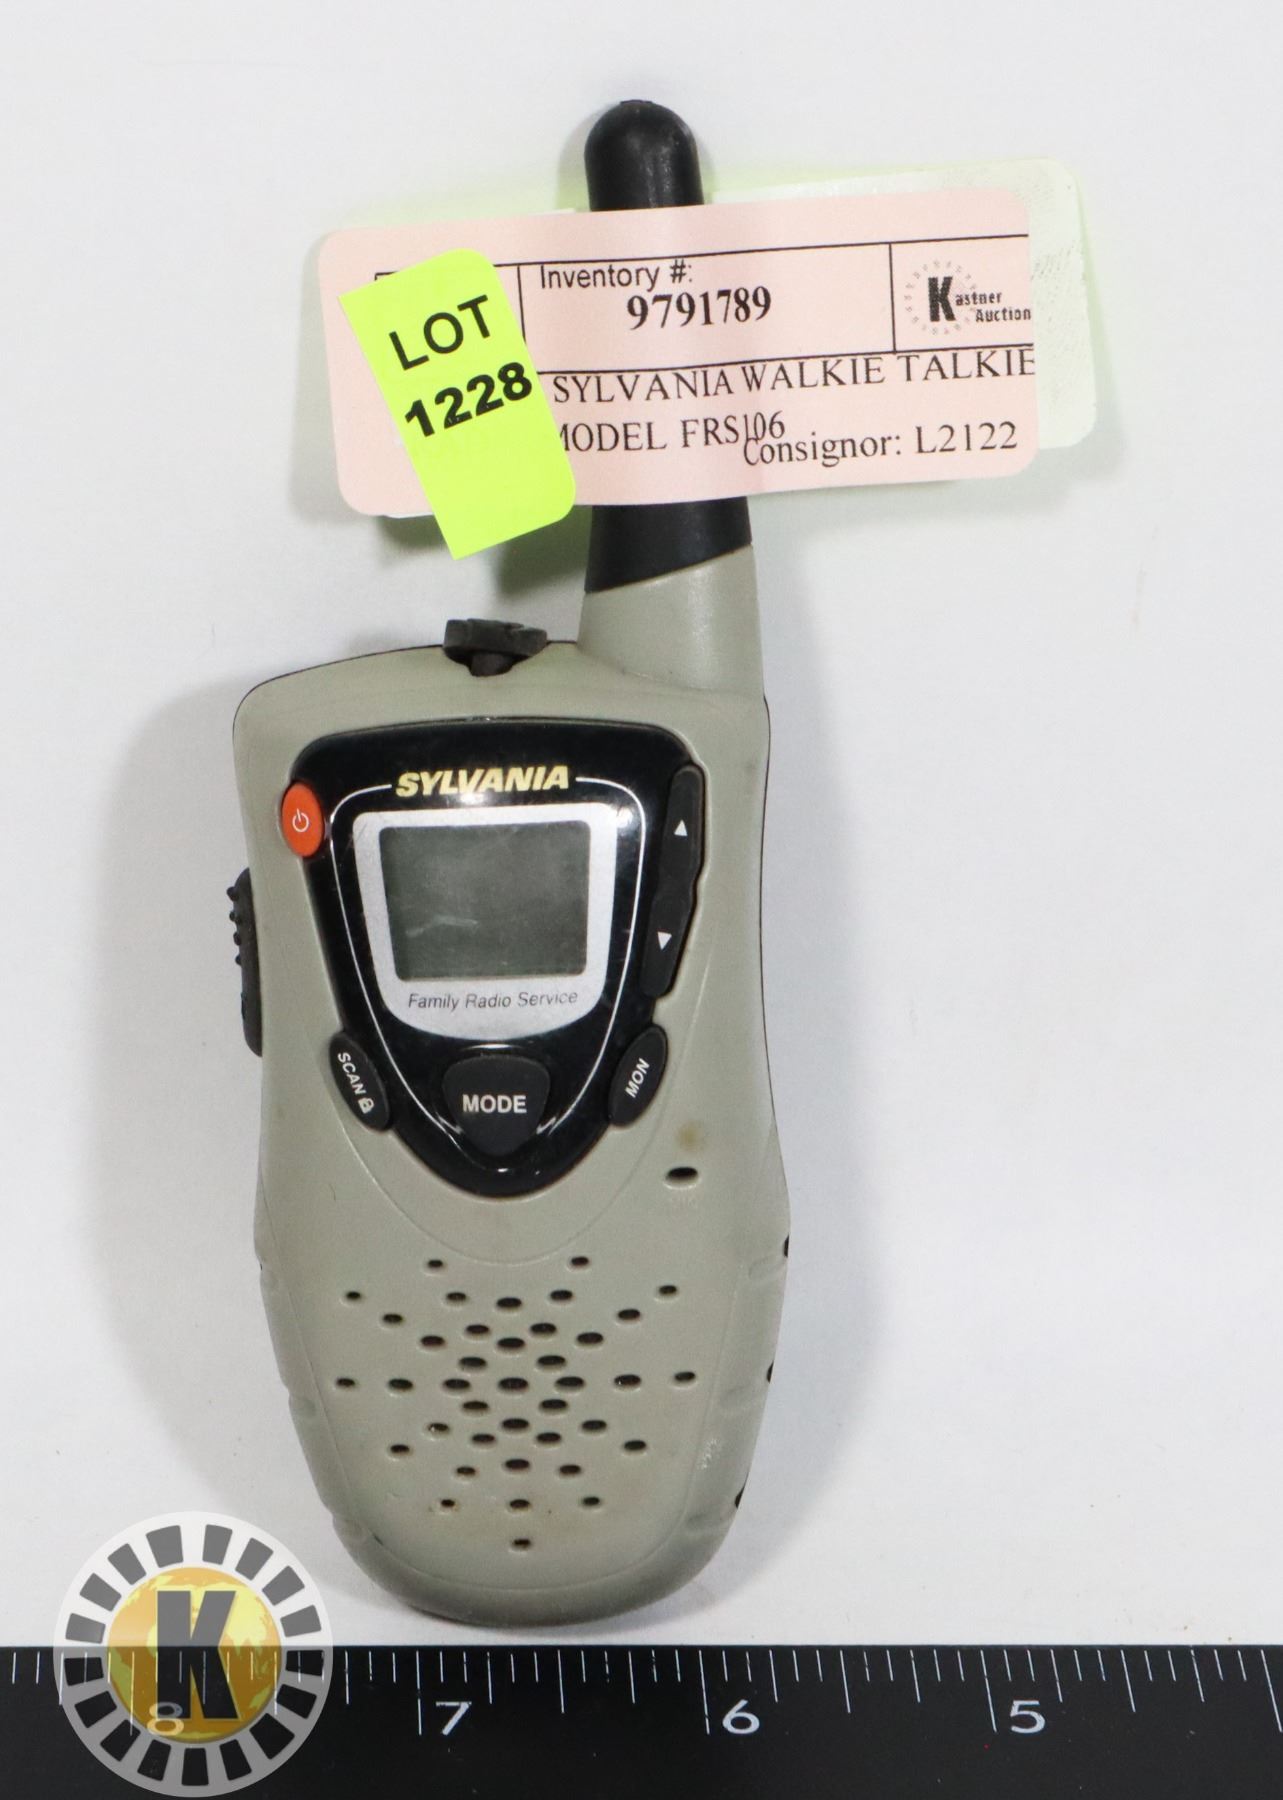 Inventory #:
9791789
Kastner
Auction
LOT
1228
SYLVANIA WALKIE TALKIE
MODEL FRS106
Consignor: L2122
SYLVANIA
Family Radio Service
SCAN
MODE
MON
K
8 7 6 5